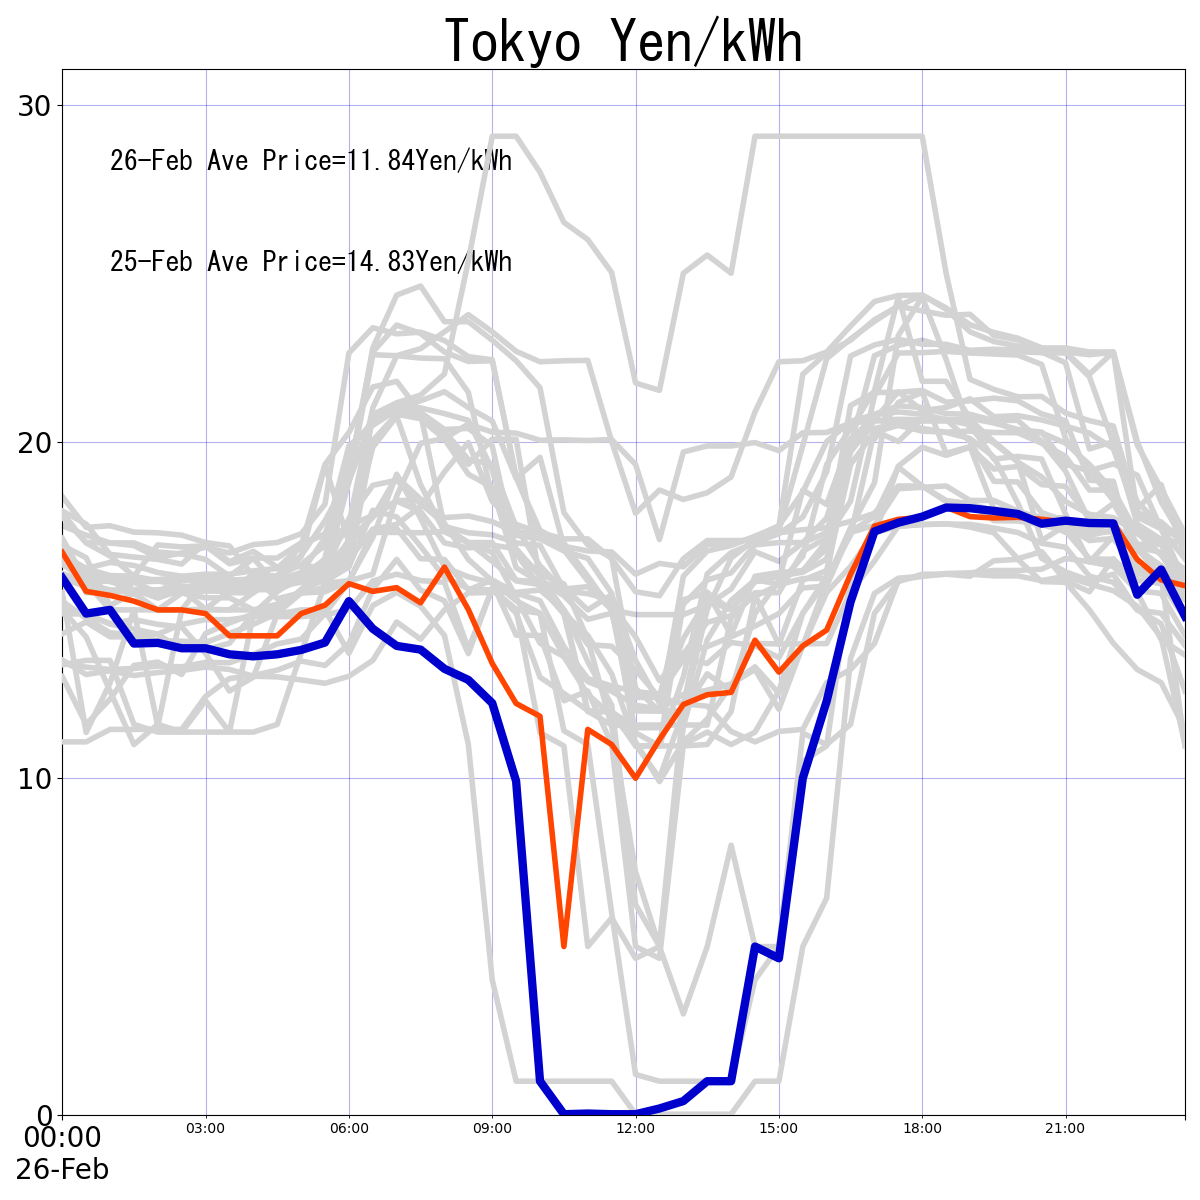 Tokyo Yen/kWh
30
26-Feb Ave Price=11.84Yen/kWh
25-Feb Ave Price=14.83Yen/kWh
20
10
0
00:00 03:00 06:00 09:00 12:00 15:00 18:00 21:00
26-Feb